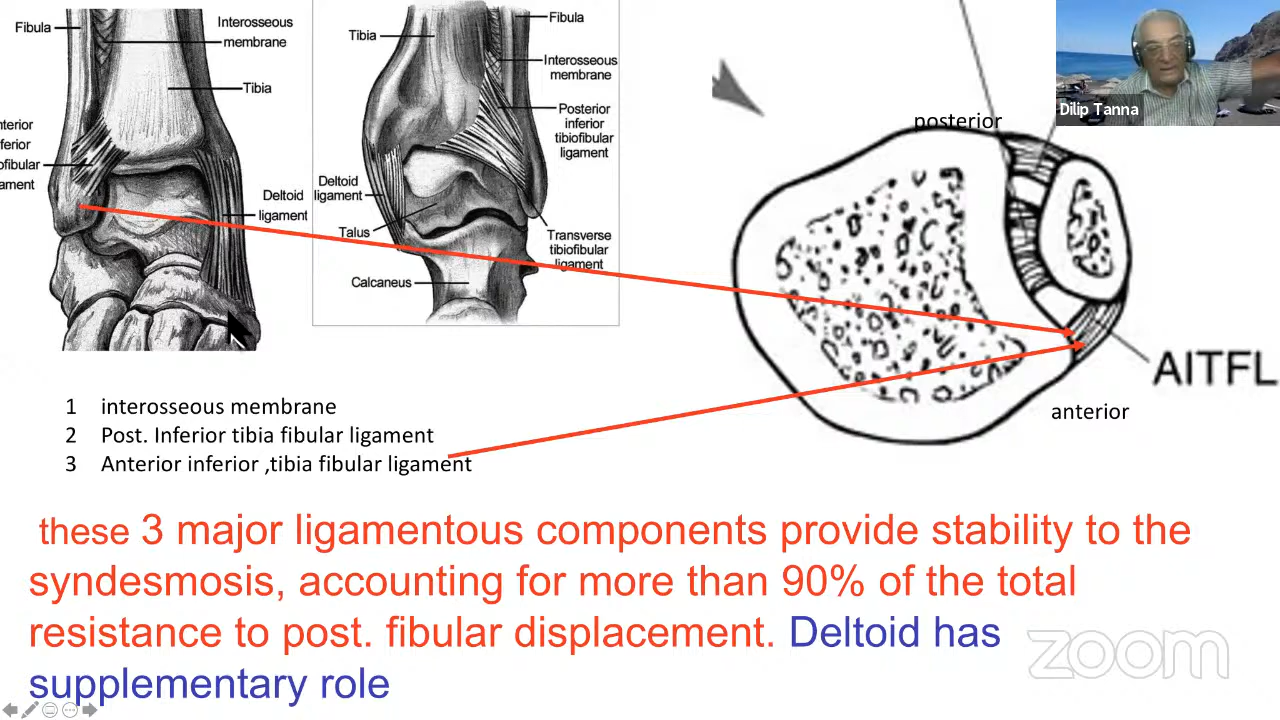 Fibula
Interosseous
membrane
Tibia
nterior
ferior
ofibular
ament
Deltoid
ligament
Fibula
Tibia
Interosseous
membrane
Posterior
inferior
tibiofibular
ligament
Deltoid
ligament
Talus
Transverse
tibiofibular
ligament
Calcaneus
Dilip Tanna
posterior
AITFL
anterior
1 interosseous membrane
2 Post. Inferior tibia fibular ligament
3 Anterior inferior ,tibia fibular ligament
these 3 major ligamentous components provide stability to the
syndesmosis, accounting for more than 90% of the total
resistance to post. fibular displacement. Deltoid has
supplementary role
zoom